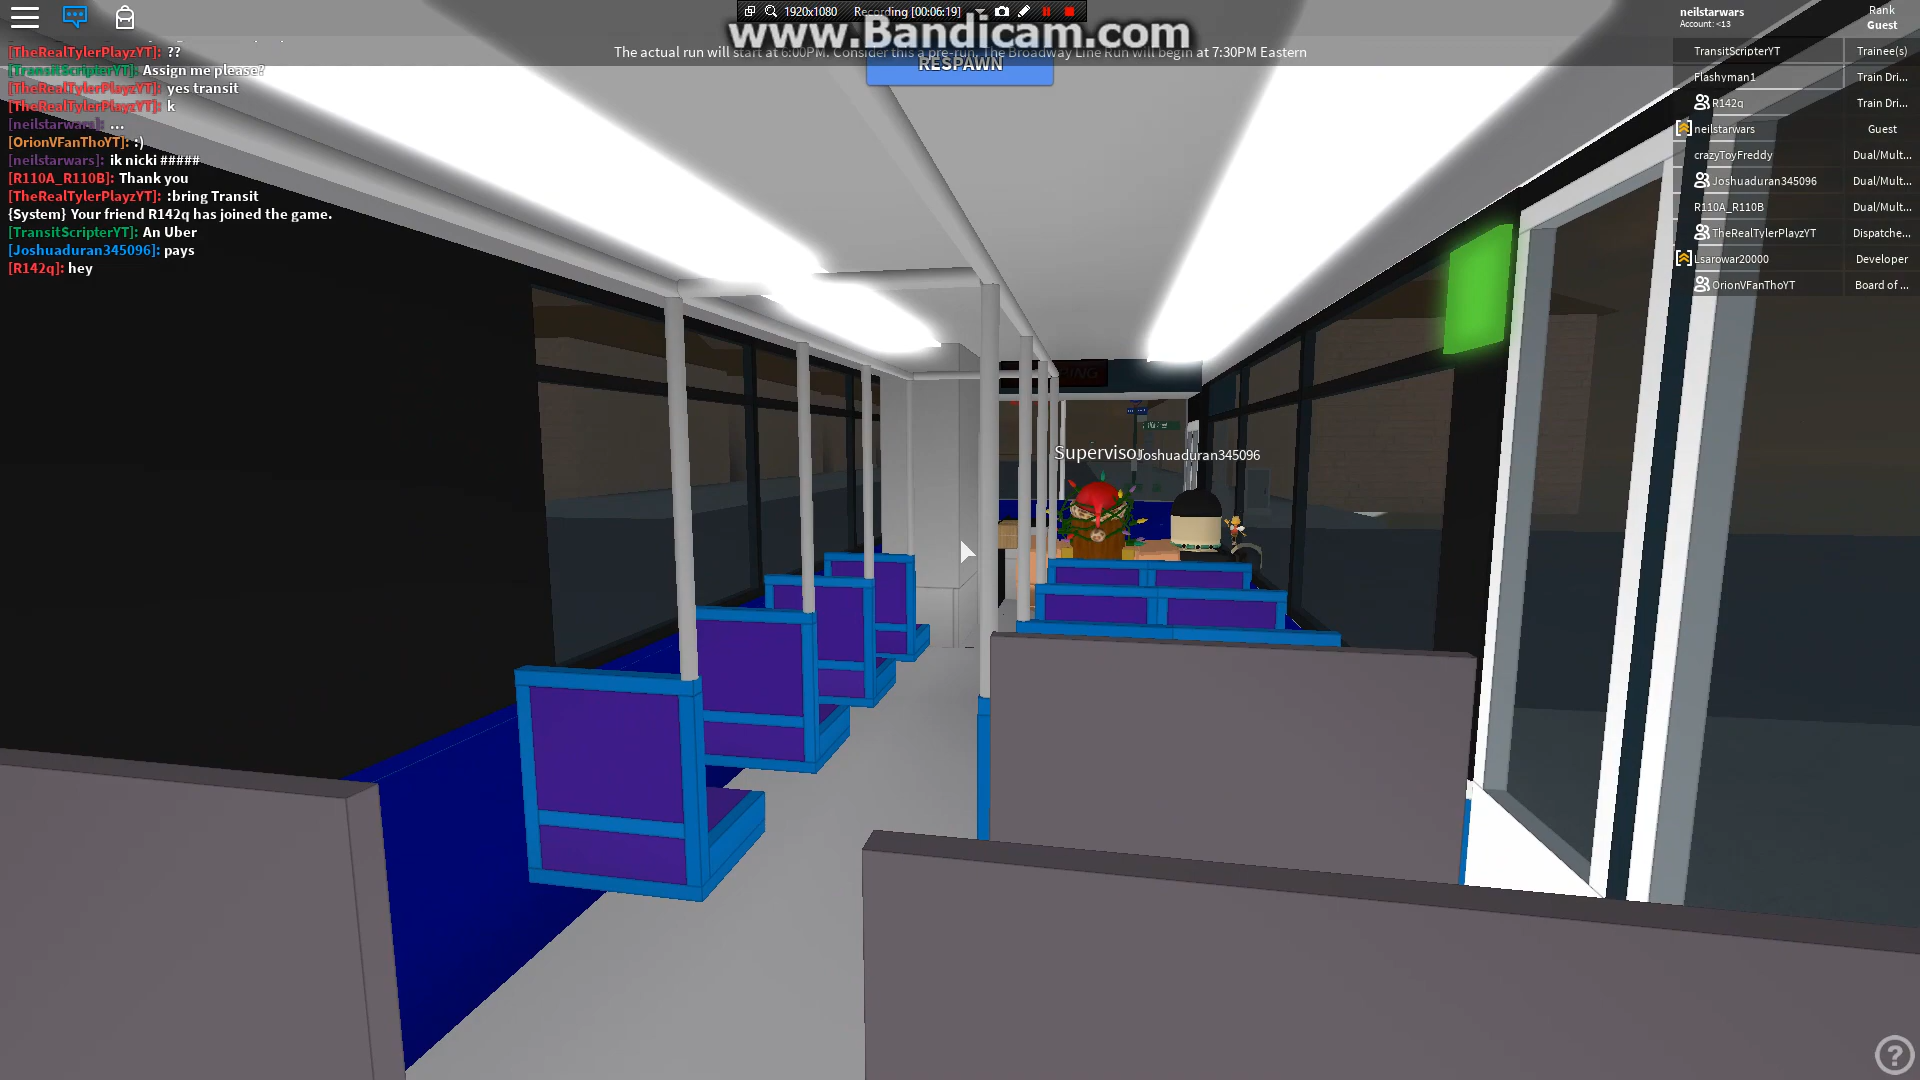 1920x1080 Recording [00:06:19]
www.Bandicam.com
The actual run will start at 6:00PM. Consider this a pre-run. The Broadway Line Run will begin at 7:30PM Eastern
RESPAWN
[TheRealTylerPlayzYT]: ??
[TransitScripterYT]: Assign me please?
[TheRealTylerPlayzYT]: yes transit
[TheRealTylerPlayzYT]: k
[neilstarwars]: ...
[OrionVFanThoYT]: :)
[neilstarwars]: ik nicki #####
[R110A_R110B]: Thank you
[TheRealTylerPlayzYT]: :bring Transit
{System} Your friend R142q has joined the game.
[TransitScripterYT]: An Uber
[Joshuaduran345096]: pays
[R142q]: hey
neilstarwars Rank
Account: <13 Guest
TransitScripterYT Trainee(s)
Flashyman1 Train Dri...
R142q Train Dri...
neilstarwars Guest
crazyToyFreddy Dual/Mult...
Joshuaduran345096 Dual/Mult...
R110A_R110B Dual/Mult...
TheRealTylerPlayzYT Dispatche...
Lsarowar20000 Developer
OrionVFanThoYT Board of ...
Supervisor Joshuaduran345096
?